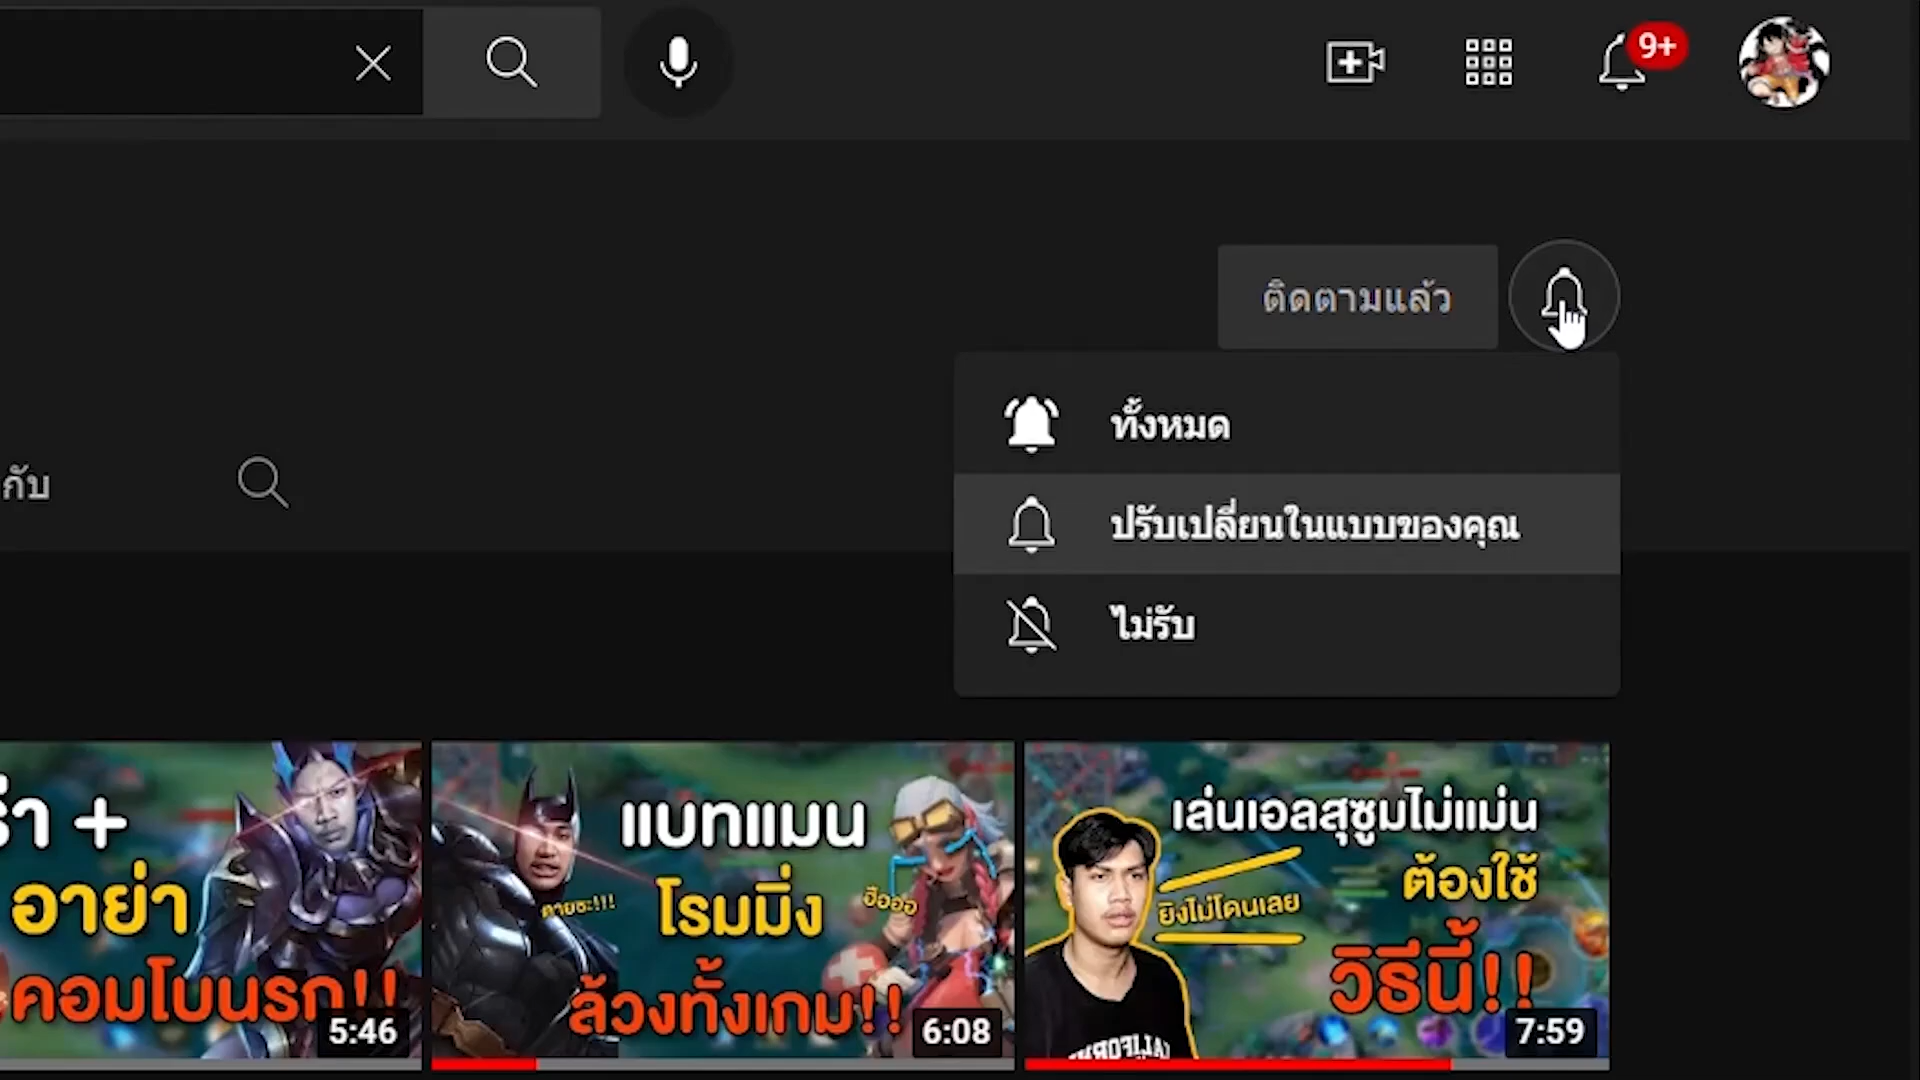 9+
ติดตามแล้ว
ทั้งหมด
กับ
ปรับเปลี่ยนในแบบของคุณ
ไม่รับ
ร่า +
อาย่า
คอมโบนรก!!
5:46
แบทแมน
โรมมิ่ง
ตายซะ!!!
ฮือออ
ล้วงทั้งเกม!!
6:08
เล่นเอลสุซูมไม่แม่น
ต้องใช้
ยิงไม่โดนเลย
วิธีนี้!!
7:59